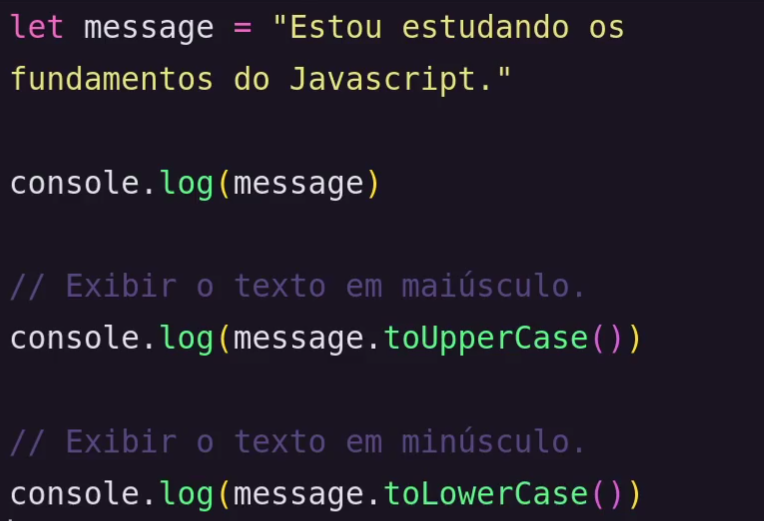 let message = "Estou estudando os
fundamentos do Javascript."
console.log(message)
// Exibir o texto em maiúsculo.
console.log(message.toUpperCase())
// Exibir o texto em minúsculo.
console.log(message.toLowerCase())